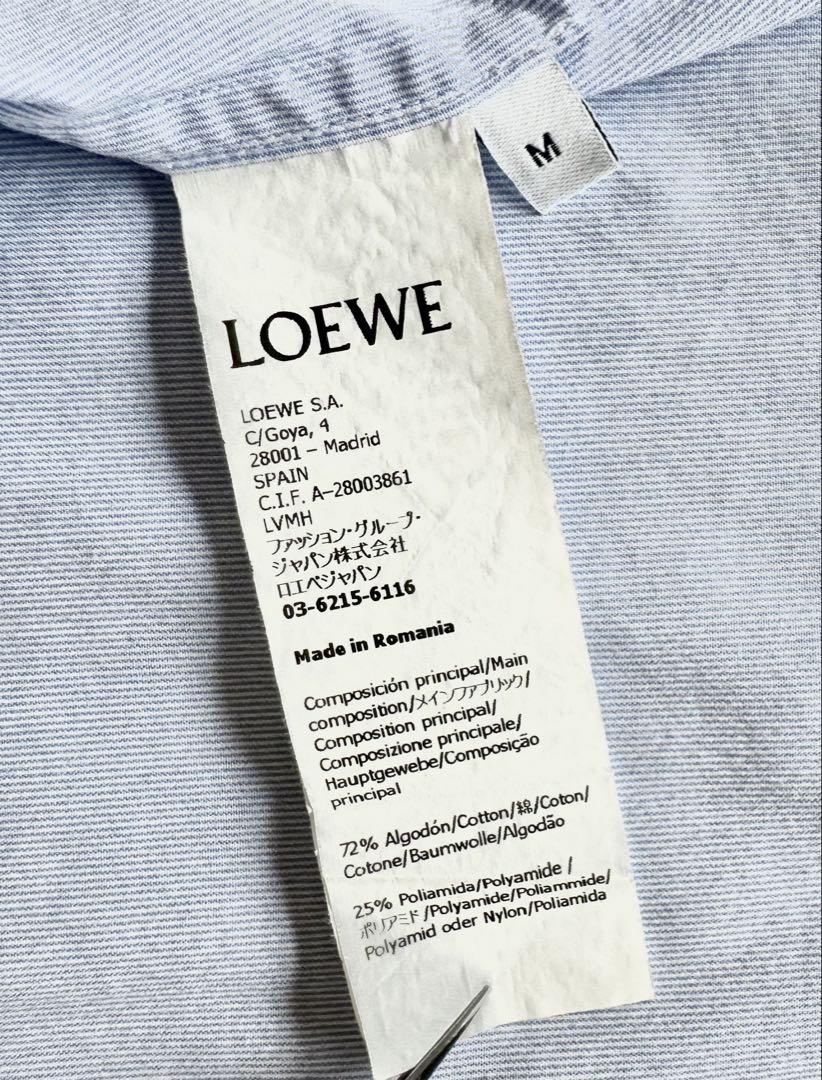 M
LOEWE
LOEWE S.A.
C/Goya, 4
28001 – Madrid
SPAIN
C.I.F. A-28003861
LVMH
ファッション・グループ・
ジャパン株式会社
ロエベジャパン
03-6215-6116
Made in Romania
Composición principal/Main
composition/メインファブリック/
Composition principal/
Composizione principale/
Hauptgewebe/Composição
principal
72% Algodón/Cotton/綿/Coton/
Cotone/Baumwolle/Algodão
25% Poliamida/Polyamide /
ポリアミド/Polyamide/Poliammide/
Polyamid oder Nylon/Poliamida